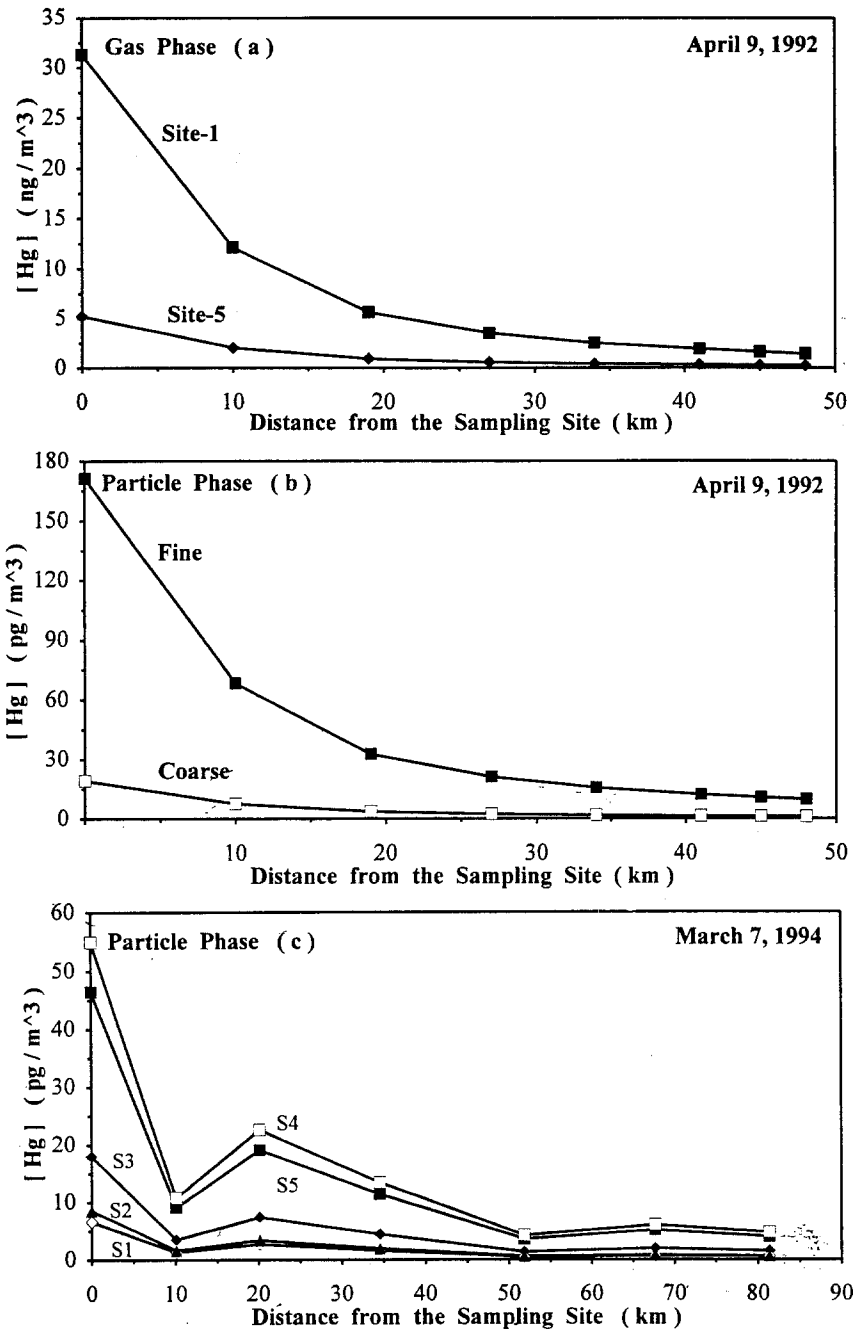 Gas Phase ( a )
April 9, 1992
35
30
25
20
15
10
5
0
[ Hg ] ( ng / m^3 )
Site-1
Site-5
0 10 20 30 40 50
Distance from the Sampling Site ( km )
Particle Phase ( b )
April 9, 1992
180
150
120
90
60
30
0
[ Hg ] ( pg / m^3 )
Fine
Coarse
10 20 30 40 50
Distance from the Sampling Site ( km )
Particle Phase ( c )
March 7, 1994
60
50
40
30
20
10
0
[ Hg ] ( pg / m^3 )
S4
S5
S3
S2
S1
0 10 20 30 40 50 60 70 80 90
Distance from the Sampling Site ( km )